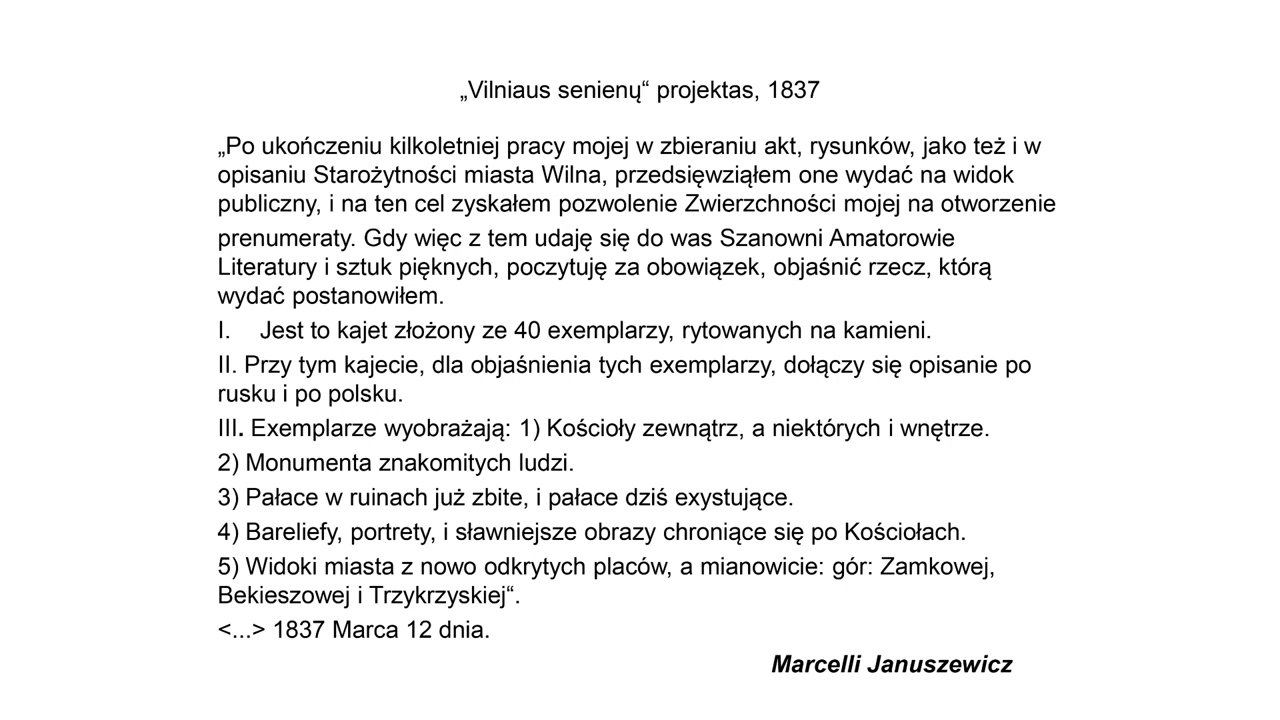 „Vilniaus senienų“ projektas, 1837
„Po ukończeniu kilkoletniej pracy mojej w zbieraniu akt, rysunków, jako też i w
opisaniu Starożytności miasta Wilna, przedsięwziąłem one wydać na widok
publiczny, i na ten cel zyskałem pozwolenie Zwierzchności mojej na otworzenie
prenumeraty. Gdy więc z tem udaję się do was Szanowni Amatorowie
Literatury i sztuk pięknych, poczytuję za obowiązek, objaśnić rzecz, którą
wydać postanowiłem.
I. Jest to kajet złożony ze 40 exemplarzy, rytowanych na kamieni.
II. Przy tym kajecie, dla objaśnienia tych exemplarzy, dołączy się opisanie po
rusku i po polsku.
III. Exemplarze wyobrażają: 1) Kościoły zewnątrz, a niektórych i wnętrze.
2) Monumenta znakomitych ludzi.
3) Pałace w ruinach już zbite, i pałace dziś exystujące.
4) Bareliefy, portrety, i sławniejsze obrazy chroniące się po Kościołach.
5) Widoki miasta z nowo odkrytych placów, a mianowicie: gór: Zamkowej,
Bekieszowej i Trzykrzyskiej“.
<...> 1837 Marca 12 dnia.
Marcelli Januszewicz